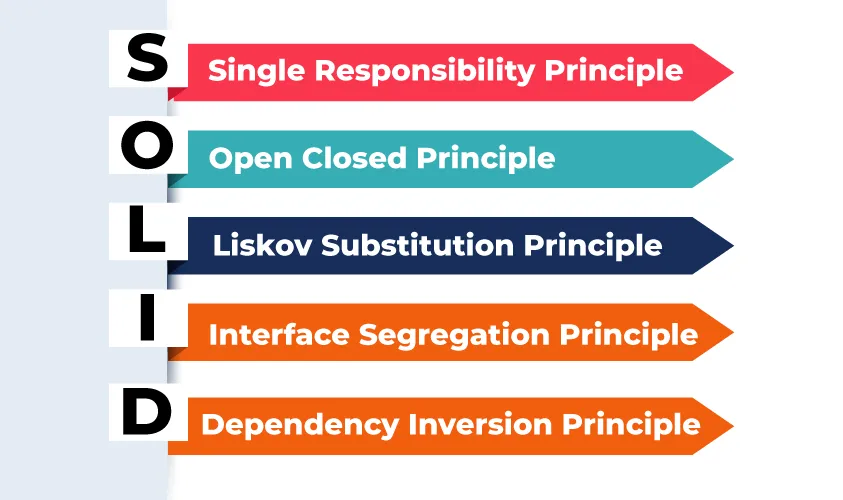 S Single Responsibility Principle
O Open Closed Principle
L Liskov Substitution Principle
I Interface Segregation Principle
D Dependency Inversion Principle